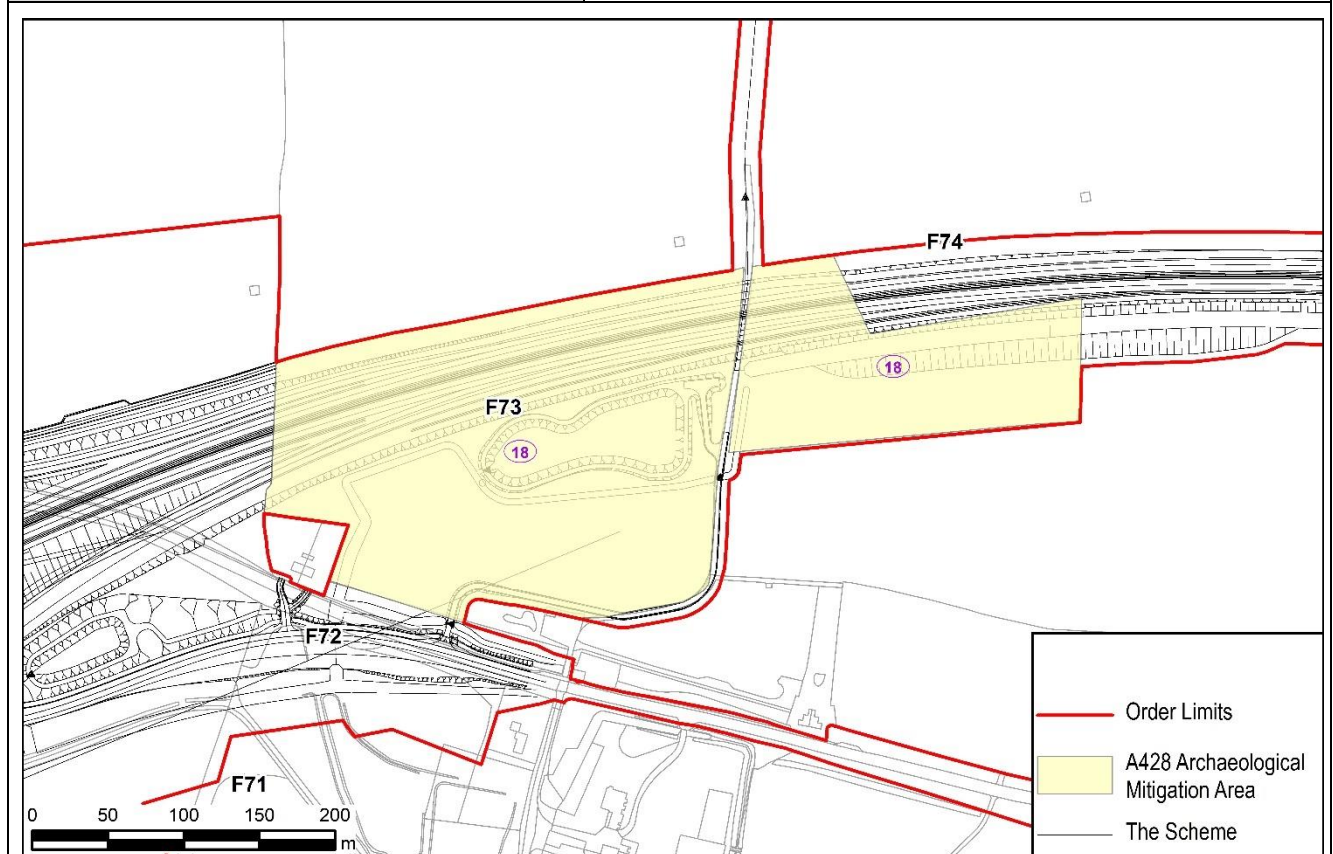 F74
18
F73
18
F72
F71
0 50 100 150 200
m
Order Limits
A428 Archaeological
Mitigation Area
The Scheme